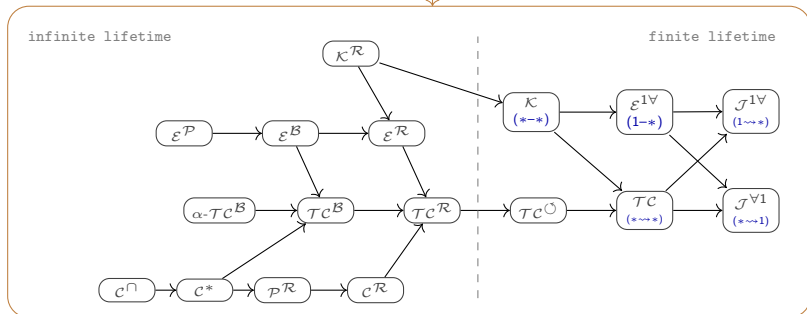 infinite lifetime
finite lifetime
𝒦^ℛ
𝒦
(∗–∗)
ℰ^{1∀}
(1–∗)
𝒥^{1∀}
(1⇝∗)
ℰ^𝒫
ℰ^ℬ
ℰ^ℛ
α-𝒯𝒞^ℬ
𝒯𝒞^ℬ
𝒯𝒞^ℛ
𝒯𝒞^↺
𝒯𝒞
(∗⇝∗)
𝒥^{∀1}
(∗⇝1)
𝒞^∩
𝒞^∗
𝒫^ℛ
𝒞^ℛ